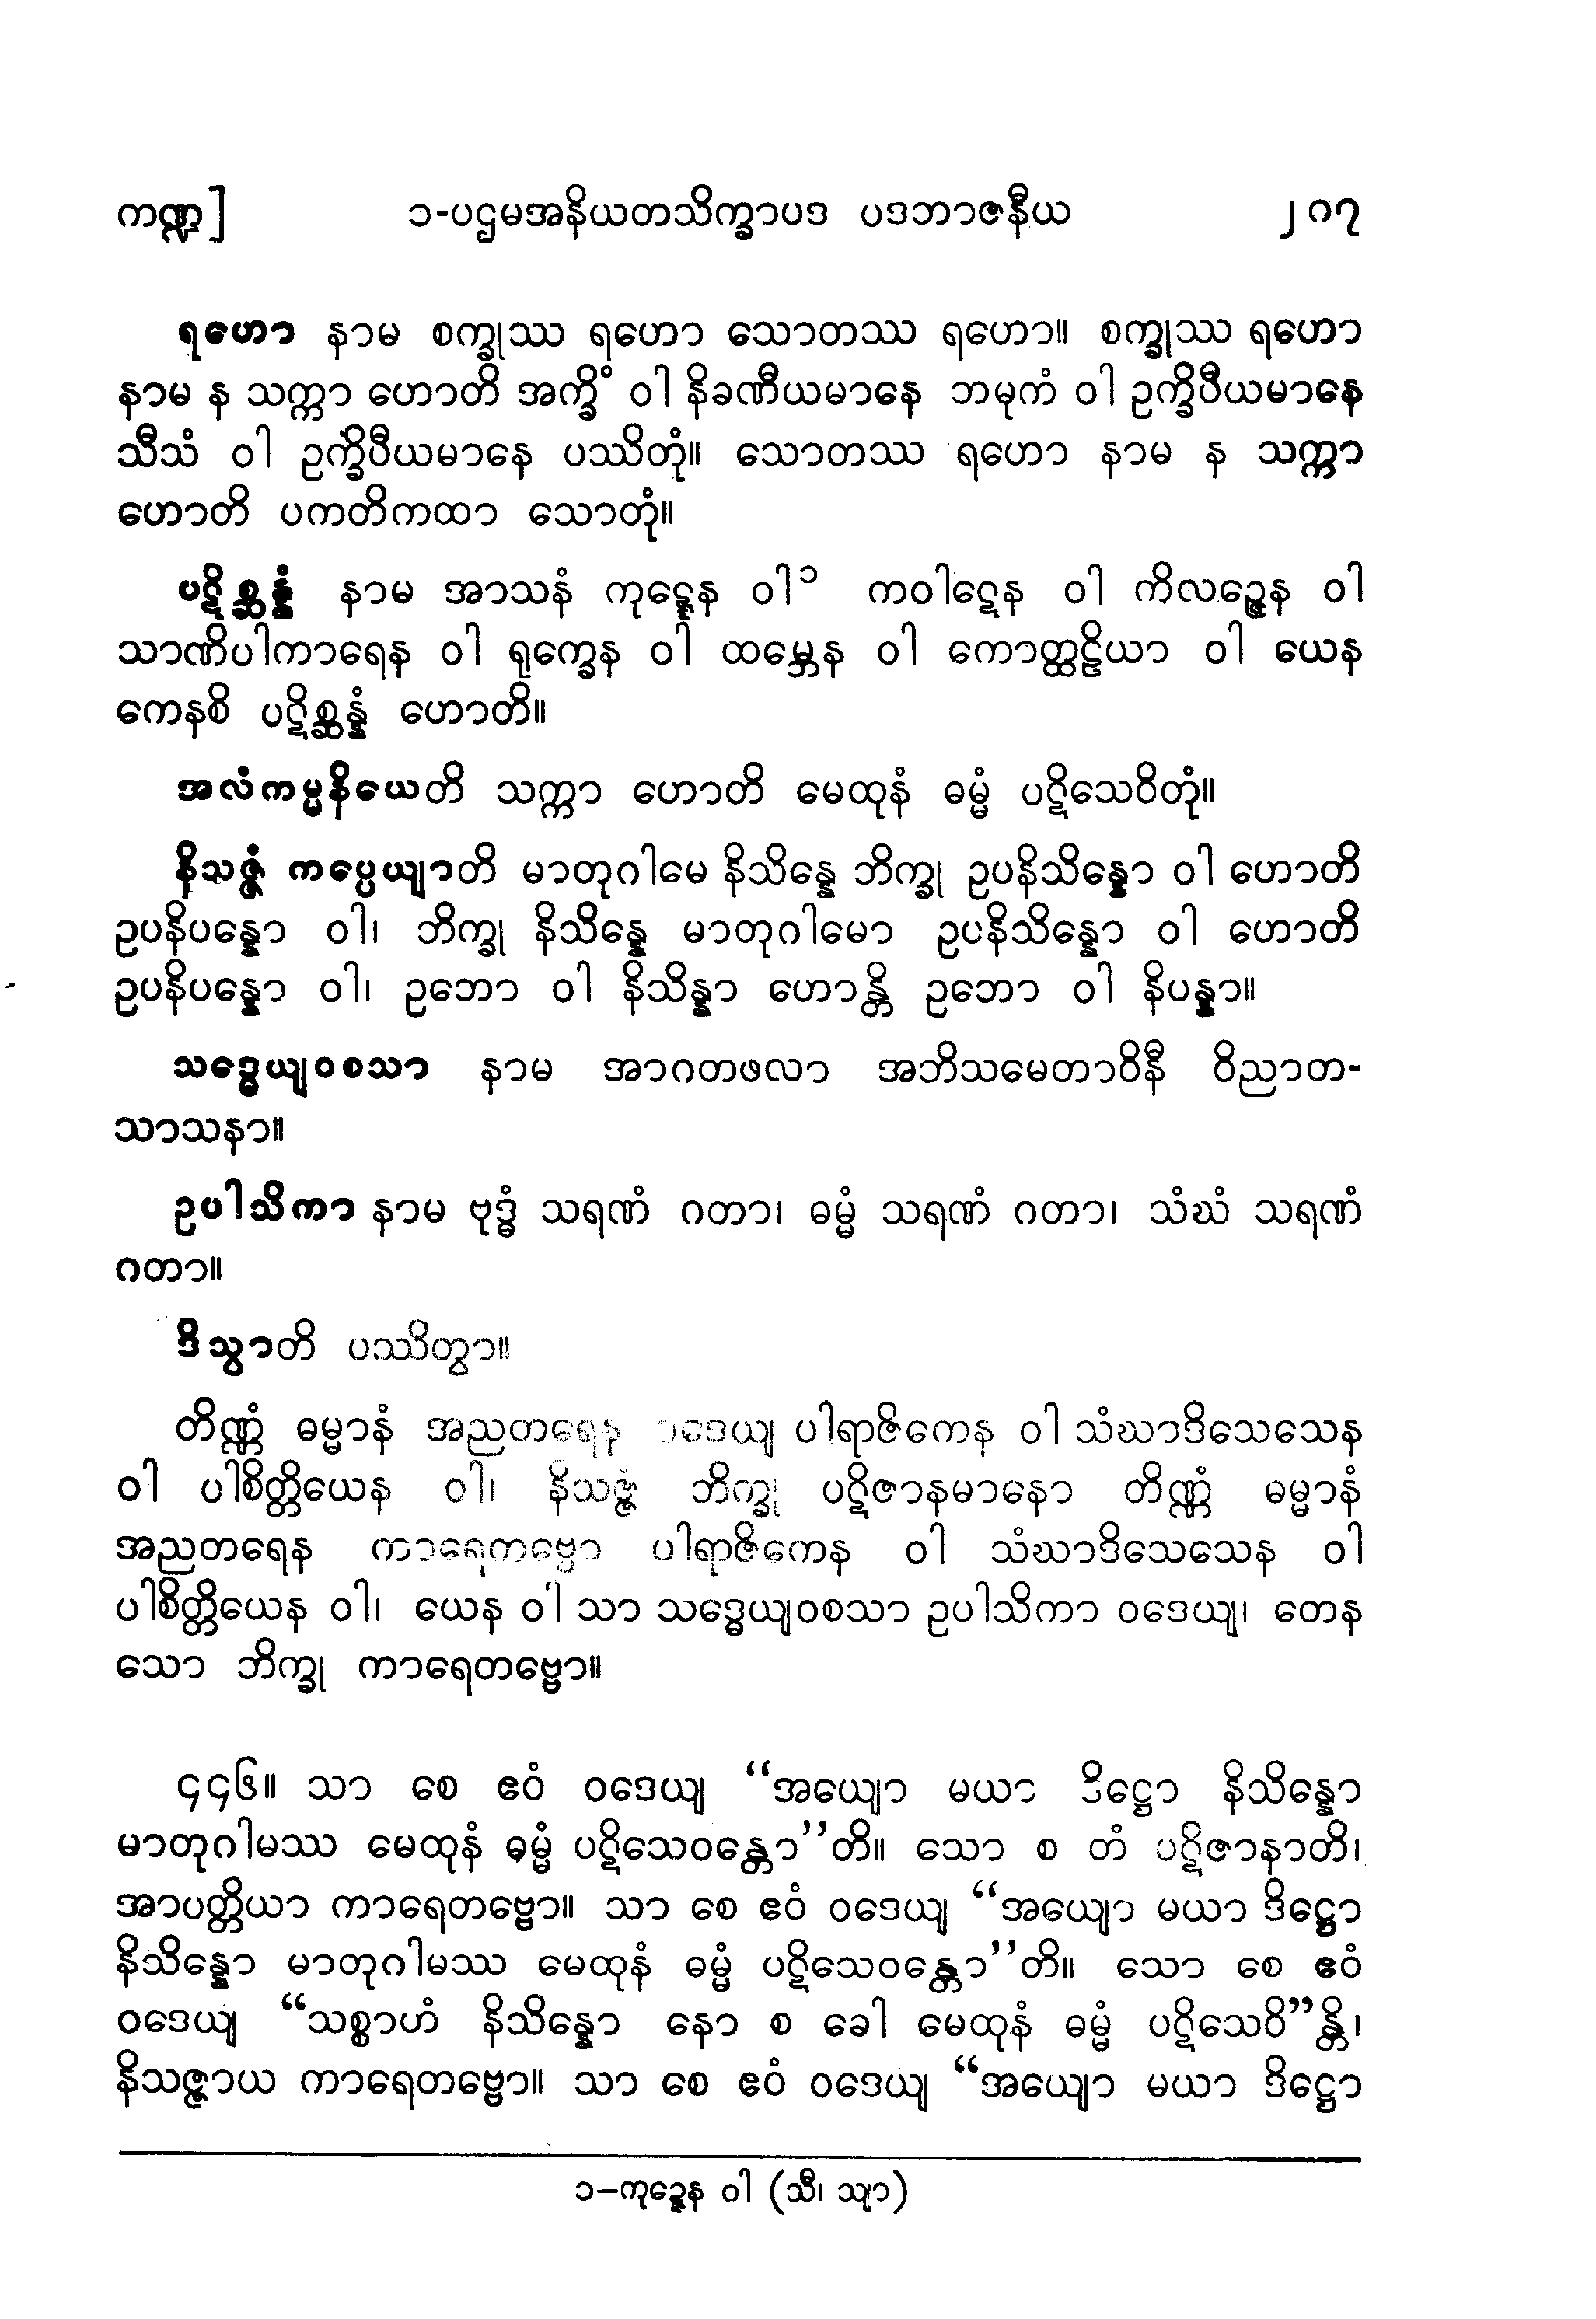 ကဏ္ဍ] ၁-ပဌမအနိယတသိက္ခာပဒ ပဒဘာဇနီယ ၂၈၇
ရဟော နာမ စက္ခုဿ ရဟော သောတဿ ရဟော။ စက္ခုဿ ရဟော
နာမ န သက္ကာ ဟောတိ အက္ခိံ ဝါ နိခဏီယမာနေ ဘမုကံ ဝါ ဥက္ခိပီယမာနေ
သီသံ ဝါ ဥက္ခိပီယမာနေ ပဿိတုံ။ သောတဿ ရဟော နာမ န သက္ကာ
ဟောတိ ပကတိကထာ သောတုံ။
ပဋိစ္ဆန္နံ နာမ အာသနံ ကုဋ္ဋေန ဝါ၁ ကဝါဋေန ဝါ ကိလဉ္ဇေန ဝါ
သာဏိပါကာရေန ဝါ ရုက္ခေန ဝါ ထမ္ဘေန ဝါ ကောတ္ထဠိယာ ဝါ ယေန
ကေနစိ ပဋိစ္ဆန္နံ ဟောတိ။
အလံကမ္မနိယေတိ သက္ကာ ဟောတိ မေထုနံ ဓမ္မံ ပဋိသေဝိတုံ။
နိသဇ္ဇံ ကပ္ပေယျာတိ မာတုဂါမေ နိသိန္နေ ဘိက္ခု ဥပနိသိန္နော ဝါ ဟောတိ
ဥပနိပန္နော ဝါ၊ ဘိက္ခု နိသိန္နေ မာတုဂါမော ဥပနိသိန္နော ဝါ ဟောတိ
ဥပနိပန္နော ဝါ၊ ဥဘော ဝါ နိသိန္နာ ဟောန္တိ ဥဘော ဝါ နိပန္နာ။
သဒ္ဓေယျဝစသာ နာမ အာဂတဖလာ အဘိသမေတာဝိနီ ဝိညာတ-
သာသနာ။
ဥပါသိကာ နာမ ဗုဒ္ဓံ သရဏံ ဂတာ၊ ဓမ္မံ သရဏံ ဂတာ၊ သံဃံ သရဏံ
ဂတာ။
ဒိသွာတိ ပဿိတွာ။
တိဏ္ဏံ ဓမ္မာနံ အညတရေန ဝဒေယျ ပါရာဇိကေန ဝါ သံဃာဒိသေသေန
ဝါ ပါစိတ္တိယေန ဝါ၊ နိသဇ္ဇံ ဘိက္ခု ပဋိဇာနမာနော တိဏ္ဏံ ဓမ္မာနံ
အညတရေန ကာရေတဗ္ဗော ပါရာဇိကေန ဝါ သံဃာဒိသေသေန ဝါ
ပါစိတ္တိယေန ဝါ၊ ယေန ဝါ သာ သဒ္ဓေယျဝစသာ ဥပါသိကာ ဝဒေယျ၊ တေန
သော ဘိက္ခု ကာရေတဗ္ဗော။
၄၄၆။ သာ စေ ဧဝံ ဝဒေယျ “အယျော မယာ ဒိဋ္ဌော နိသိန္နော
မာတုဂါမဿ မေထုနံ ဓမ္မံ ပဋိသေဝန္တော”တိ။ သော စ တံ ပဋိဇာနာတိ၊
အာပတ္တိယာ ကာရေတဗ္ဗော။ သာ စေ ဧဝံ ဝဒေယျ “အယျော မယာ ဒိဋ္ဌော
နိသိန္နော မာတုဂါမဿ မေထုနံ ဓမ္မံ ပဋိသေဝန္တော”တိ။ သော စေ ဧဝံ
ဝဒေယျ “သစ္စာဟံ နိသိန္နော နော စ ခေါ မေထုနံ ဓမ္မံ ပဋိသေဝိ”န္တိ၊
နိသဇ္ဇာယ ကာရေတဗ္ဗော။ သာ စေ ဧဝံ ဝဒေယျ “အယျော မယာ ဒိဋ္ဌော
၁–ကုဍ္ဍေန ဝါ (သီ၊ သျာ)